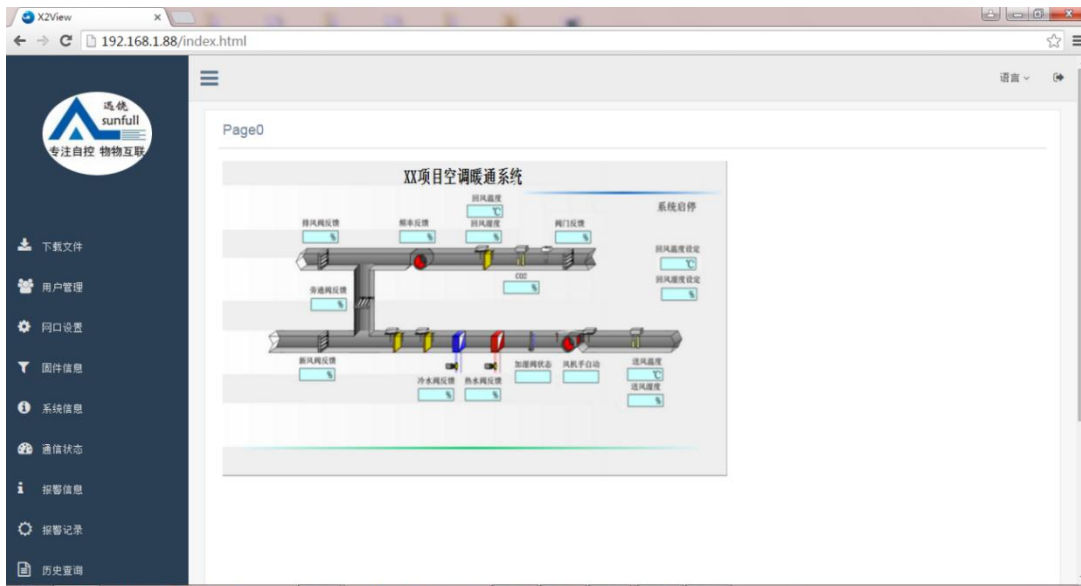 X2View
192.168.1.88/index.html
语言
sunfull
专注自控 物物互联
Page0
下载文件
用户管理
网口设置
固件信息
系统信息
通信状态
报警信息
报警记录
历史查询
XX项目空调暖通系统
系统启停
回风温度
℃
排风阀反馈
频率反馈
回风湿度
阀门反馈
%
%
%
%
回风温度设定
℃
CO2
%
回风湿度设定
%
旁通阀反馈
%
新风阀反馈
%
冷水阀反馈
%
热水阀反馈
%
加湿阀状态
风机手自动
送风温度
℃
送风湿度
%